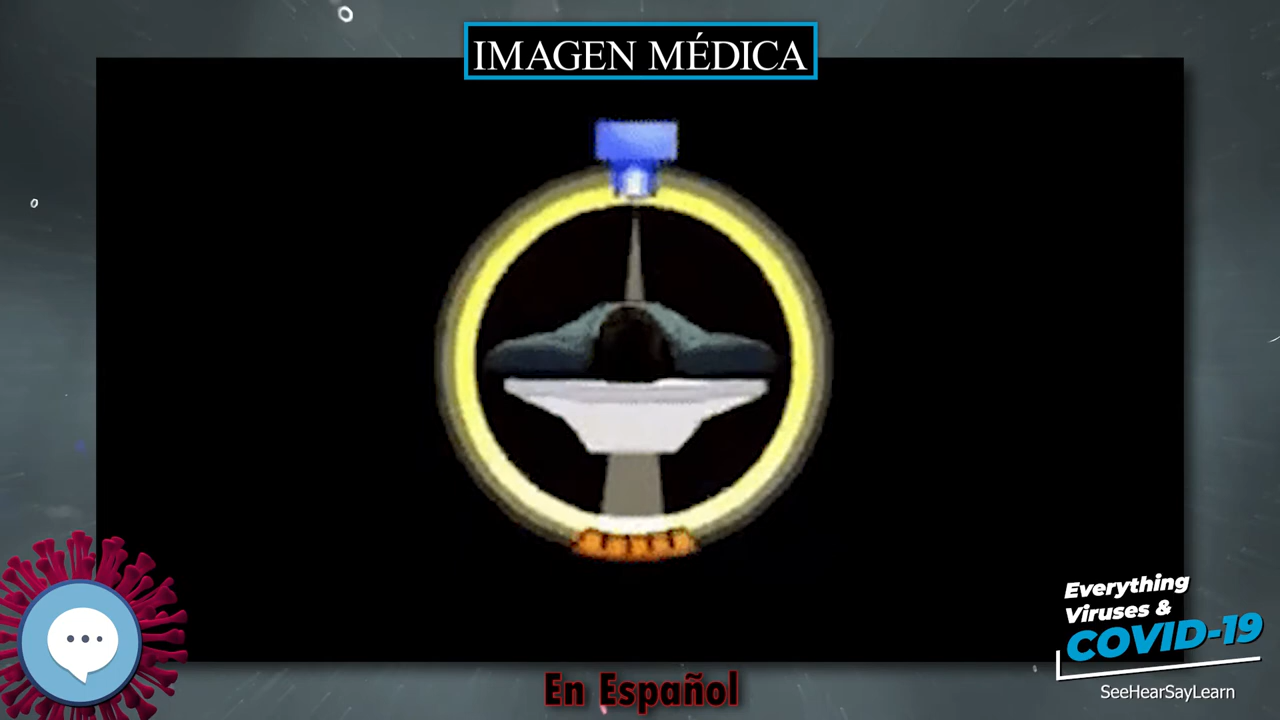 IMAGEN MÉDICA
Everything
Viruses &
COVID-19
SeeHearSayLearn
En Español